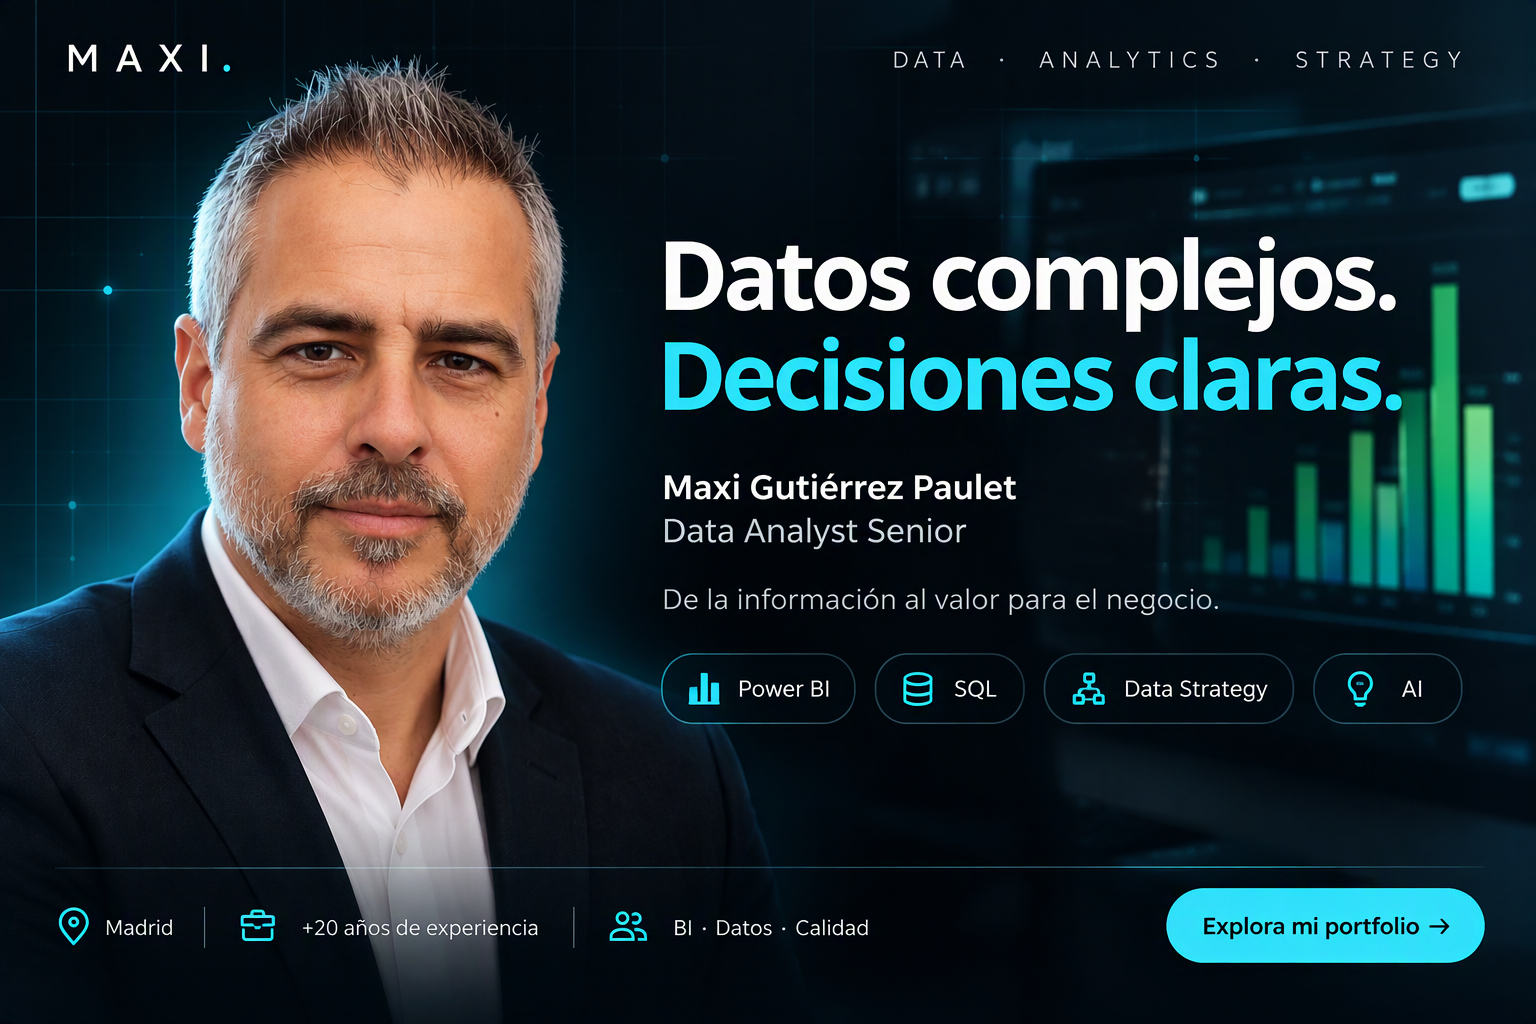 MAXI.
DATA · ANALYTICS · STRATEGY
Datos complejos.
Decisiones claras.
Maxi Gutiérrez Paulet
Data Analyst Senior
De la información al valor para el negocio.
Power BI
SQL
Data Strategy
AI
Madrid
+20 años de experiencia
BI · Datos · Calidad
Explora mi portfolio →